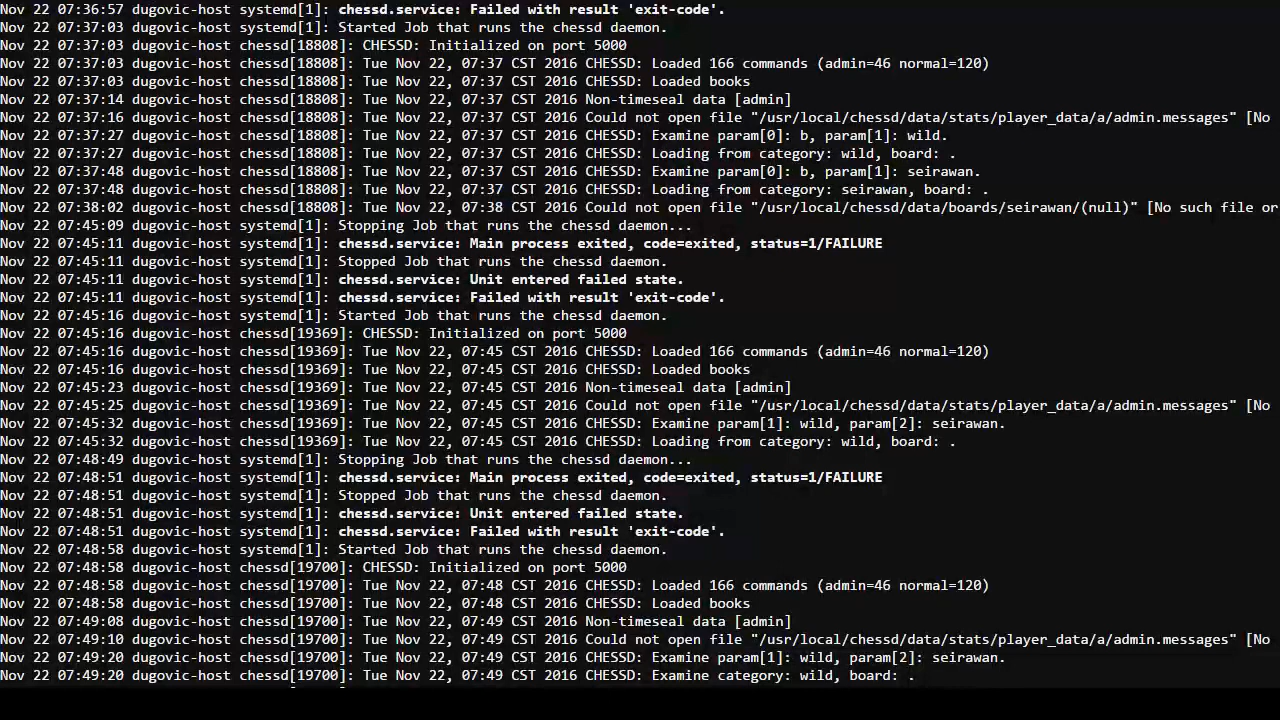 Nov 22 07:36:57 dugovic-host systemd[1]: chessd.service: Failed with result 'exit-code'.
Nov 22 07:37:03 dugovic-host systemd[1]: Started Job that runs the chessd daemon.
Nov 22 07:37:03 dugovic-host chessd[18808]: CHESSD: Initialized on port 5000
Nov 22 07:37:03 dugovic-host chessd[18808]: Tue Nov 22, 07:37 CST 2016 CHESSD: Loaded 166 commands (admin=46 normal=120)
Nov 22 07:37:03 dugovic-host chessd[18808]: Tue Nov 22, 07:37 CST 2016 CHESSD: Loaded books
Nov 22 07:37:14 dugovic-host chessd[18808]: Tue Nov 22, 07:37 CST 2016 Non-timeseal data [admin]
Nov 22 07:37:16 dugovic-host chessd[18808]: Tue Nov 22, 07:37 CST 2016 Could not open file "/usr/local/chessd/data/stats/player_data/a/admin.messages" [No
Nov 22 07:37:27 dugovic-host chessd[18808]: Tue Nov 22, 07:37 CST 2016 CHESSD: Examine param[0]: b, param[1]: wild.
Nov 22 07:37:27 dugovic-host chessd[18808]: Tue Nov 22, 07:37 CST 2016 CHESSD: Loading from category: wild, board: .
Nov 22 07:37:48 dugovic-host chessd[18808]: Tue Nov 22, 07:37 CST 2016 CHESSD: Examine param[0]: b, param[1]: seirawan.
Nov 22 07:37:48 dugovic-host chessd[18808]: Tue Nov 22, 07:37 CST 2016 CHESSD: Loading from category: seirawan, board: .
Nov 22 07:38:02 dugovic-host chessd[18808]: Tue Nov 22, 07:38 CST 2016 Could not open file "/usr/local/chessd/data/boards/seirawan/(null)" [No such file or
Nov 22 07:45:09 dugovic-host systemd[1]: Stopping Job that runs the chessd daemon...
Nov 22 07:45:11 dugovic-host systemd[1]: chessd.service: Main process exited, code=exited, status=1/FAILURE
Nov 22 07:45:11 dugovic-host systemd[1]: Stopped Job that runs the chessd daemon.
Nov 22 07:45:11 dugovic-host systemd[1]: chessd.service: Unit entered failed state.
Nov 22 07:45:11 dugovic-host systemd[1]: chessd.service: Failed with result 'exit-code'.
Nov 22 07:45:16 dugovic-host systemd[1]: Started Job that runs the chessd daemon.
Nov 22 07:45:16 dugovic-host chessd[19369]: CHESSD: Initialized on port 5000
Nov 22 07:45:16 dugovic-host chessd[19369]: Tue Nov 22, 07:45 CST 2016 CHESSD: Loaded 166 commands (admin=46 normal=120)
Nov 22 07:45:16 dugovic-host chessd[19369]: Tue Nov 22, 07:45 CST 2016 CHESSD: Loaded books
Nov 22 07:45:23 dugovic-host chessd[19369]: Tue Nov 22, 07:45 CST 2016 Non-timeseal data [admin]
Nov 22 07:45:25 dugovic-host chessd[19369]: Tue Nov 22, 07:45 CST 2016 Could not open file "/usr/local/chessd/data/stats/player_data/a/admin.messages" [No
Nov 22 07:45:32 dugovic-host chessd[19369]: Tue Nov 22, 07:45 CST 2016 CHESSD: Examine param[1]: wild, param[2]: seirawan.
Nov 22 07:45:32 dugovic-host chessd[19369]: Tue Nov 22, 07:45 CST 2016 CHESSD: Loading from category: wild, board: .
Nov 22 07:48:49 dugovic-host systemd[1]: Stopping Job that runs the chessd daemon...
Nov 22 07:48:51 dugovic-host systemd[1]: chessd.service: Main process exited, code=exited, status=1/FAILURE
Nov 22 07:48:51 dugovic-host systemd[1]: Stopped Job that runs the chessd daemon.
Nov 22 07:48:51 dugovic-host systemd[1]: chessd.service: Unit entered failed state.
Nov 22 07:48:51 dugovic-host systemd[1]: chessd.service: Failed with result 'exit-code'.
Nov 22 07:48:58 dugovic-host systemd[1]: Started Job that runs the chessd daemon.
Nov 22 07:48:58 dugovic-host chessd[19700]: CHESSD: Initialized on port 5000
Nov 22 07:48:58 dugovic-host chessd[19700]: Tue Nov 22, 07:48 CST 2016 CHESSD: Loaded 166 commands (admin=46 normal=120)
Nov 22 07:48:58 dugovic-host chessd[19700]: Tue Nov 22, 07:48 CST 2016 CHESSD: Loaded books
Nov 22 07:49:08 dugovic-host chessd[19700]: Tue Nov 22, 07:49 CST 2016 Non-timeseal data [admin]
Nov 22 07:49:10 dugovic-host chessd[19700]: Tue Nov 22, 07:49 CST 2016 Could not open file "/usr/local/chessd/data/stats/player_data/a/admin.messages" [No
Nov 22 07:49:20 dugovic-host chessd[19700]: Tue Nov 22, 07:49 CST 2016 CHESSD: Examine param[1]: wild, param[2]: seirawan.
Nov 22 07:49:20 dugovic-host chessd[19700]: Tue Nov 22, 07:49 CST 2016 CHESSD: Examine category: wild, board: .